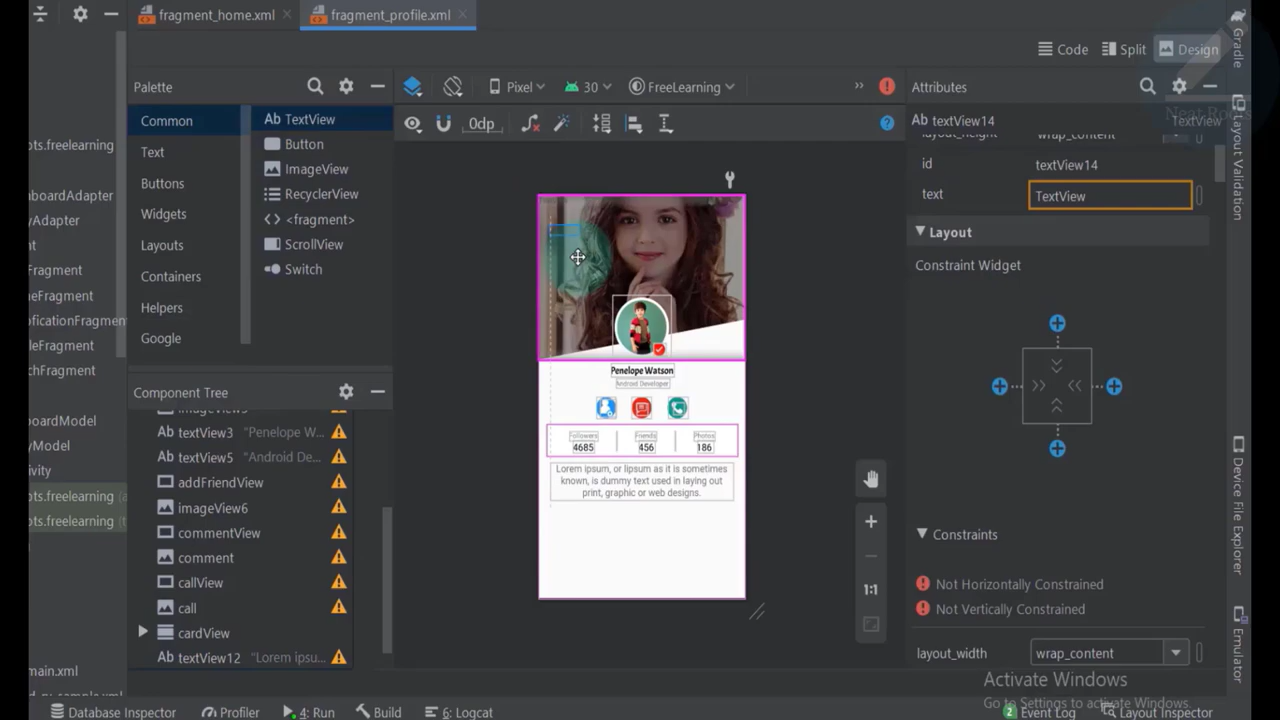 fragment_home.xml
fragment_profile.xml
Code
Split
Design
Gradle
Palette
Pixel
30
FreeLearning
Attributes
Common
Ab TextView
0dp
Ab textView14
TextView
Text
Button
layout_height
wrap_content
ots.freelearning
Buttons
ImageView
id
textView14
Layout Validation
aboardAdapter
Widgets
RecyclerView
text
TextView
yAdapter
<fragment>
Layout
nt
Layouts
ScrollView
Constraint Widget
Fragment
Containers
Switch
neFragment
Helpers
ificationFragment
Google
leFragment
chFragment
Component Tree
Penelope Watson
Android Developer
boardModel
Ab textView3 "Penelope W...
yModel
Ab textView5 "Android De...
Followers
Friends
Photos
4685
456
186
ivity
addFriendView
Lorem ipsum, or lipsum as it is sometimes
known, is dummy text used in laying out
print, graphic or web designs.
ots.freelearning
imageView6
ots.freelearning
commentView
Device File Explorer
comment
Constraints
callView
Not Horizontally Constrained
1:1
call
Not Vertically Constrained
cardView
Emulator
Ab textView12 "Lorem ipsu...
layout_width
wrap_content
main.xml
Activate Windows
Go to Settings to activate Windows.
Database Inspector
Profiler
4: Run
Build
6: Logcat
2 Event Log
Layout Inspector